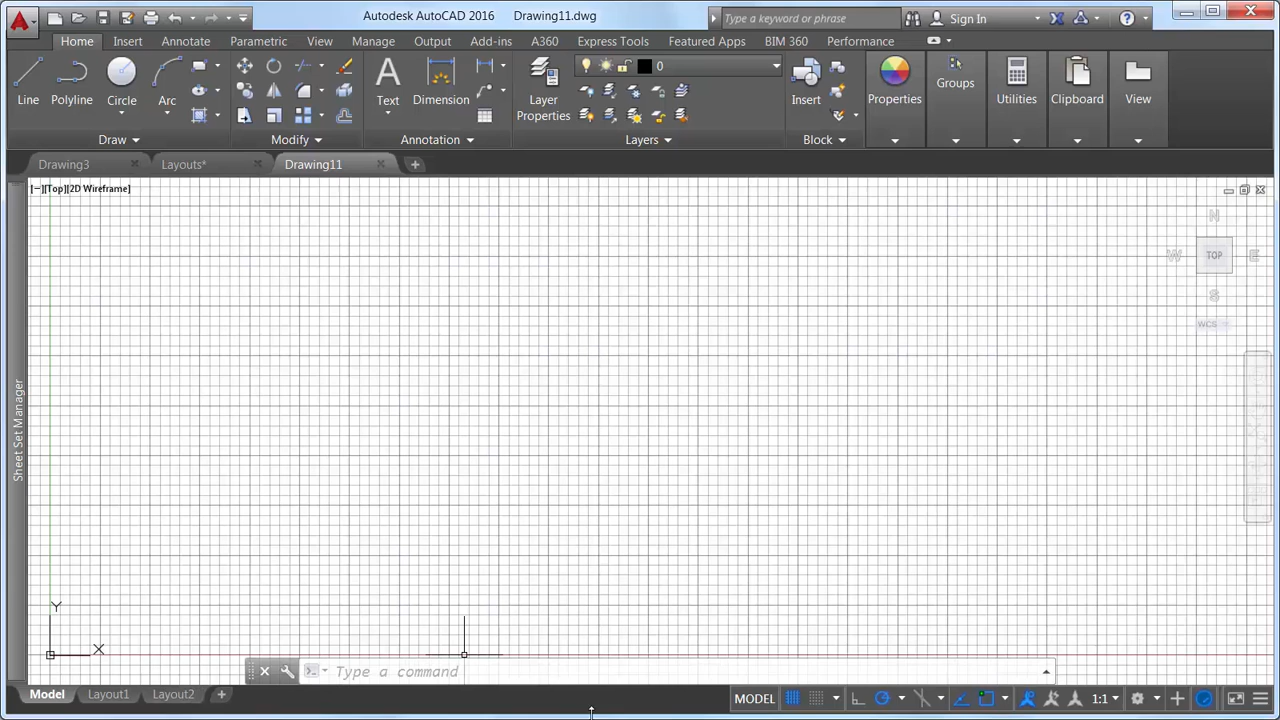 Autodesk AutoCAD 2016 Drawing11.dwg
Type a keyword or phrase
Sign In
Home Insert Annotate Parametric View Manage Output Add-ins A360 Express Tools Featured Apps BIM 360 Performance
0
Line Polyline Circle Arc
Text Dimension
Layer
Properties
Insert
Properties
Groups
Utilities
Clipboard
View
Draw Modify Annotation Layers Block
Drawing3 Layouts* Drawing11
[−][Top][2D Wireframe]
N
W TOP E
S
WCS
Sheet Set Manager
Y
X
Type a command
Model Layout1 Layout2
MODEL 1:1